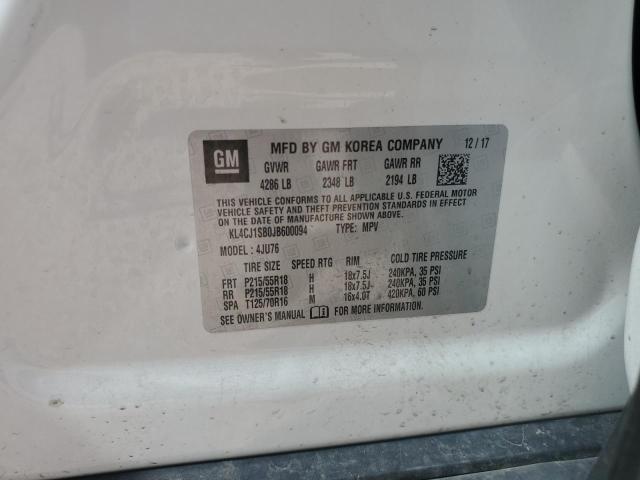 GM
MFD BY GM KOREA COMPANY 12/17
GVWR GAWR FRT GAWR RR
4286 LB 2348 LB 2194 LB
THIS VEHICLE CONFORMS TO ALL APPLICABLE U.S. FEDERAL MOTOR
VEHICLE SAFETY AND THEFT PREVENTION STANDARDS IN EFFECT
ON THE DATE OF MANUFACTURE SHOWN ABOVE.
KL4CJ1SB0JB600094 TYPE: MPV
MODEL: 4JU76
TIRE SIZE SPEED RTG RIM COLD TIRE PRESSURE
FRT P215/55R18 H 18x7.5J 240KPA, 35 PSI
RR P215/55R18 H 18x7.5J 240KPA, 35 PSI
SPA T125/70R16 M 16x4.0T 420KPA, 60 PSI
SEE OWNER'S MANUAL FOR MORE INFORMATION